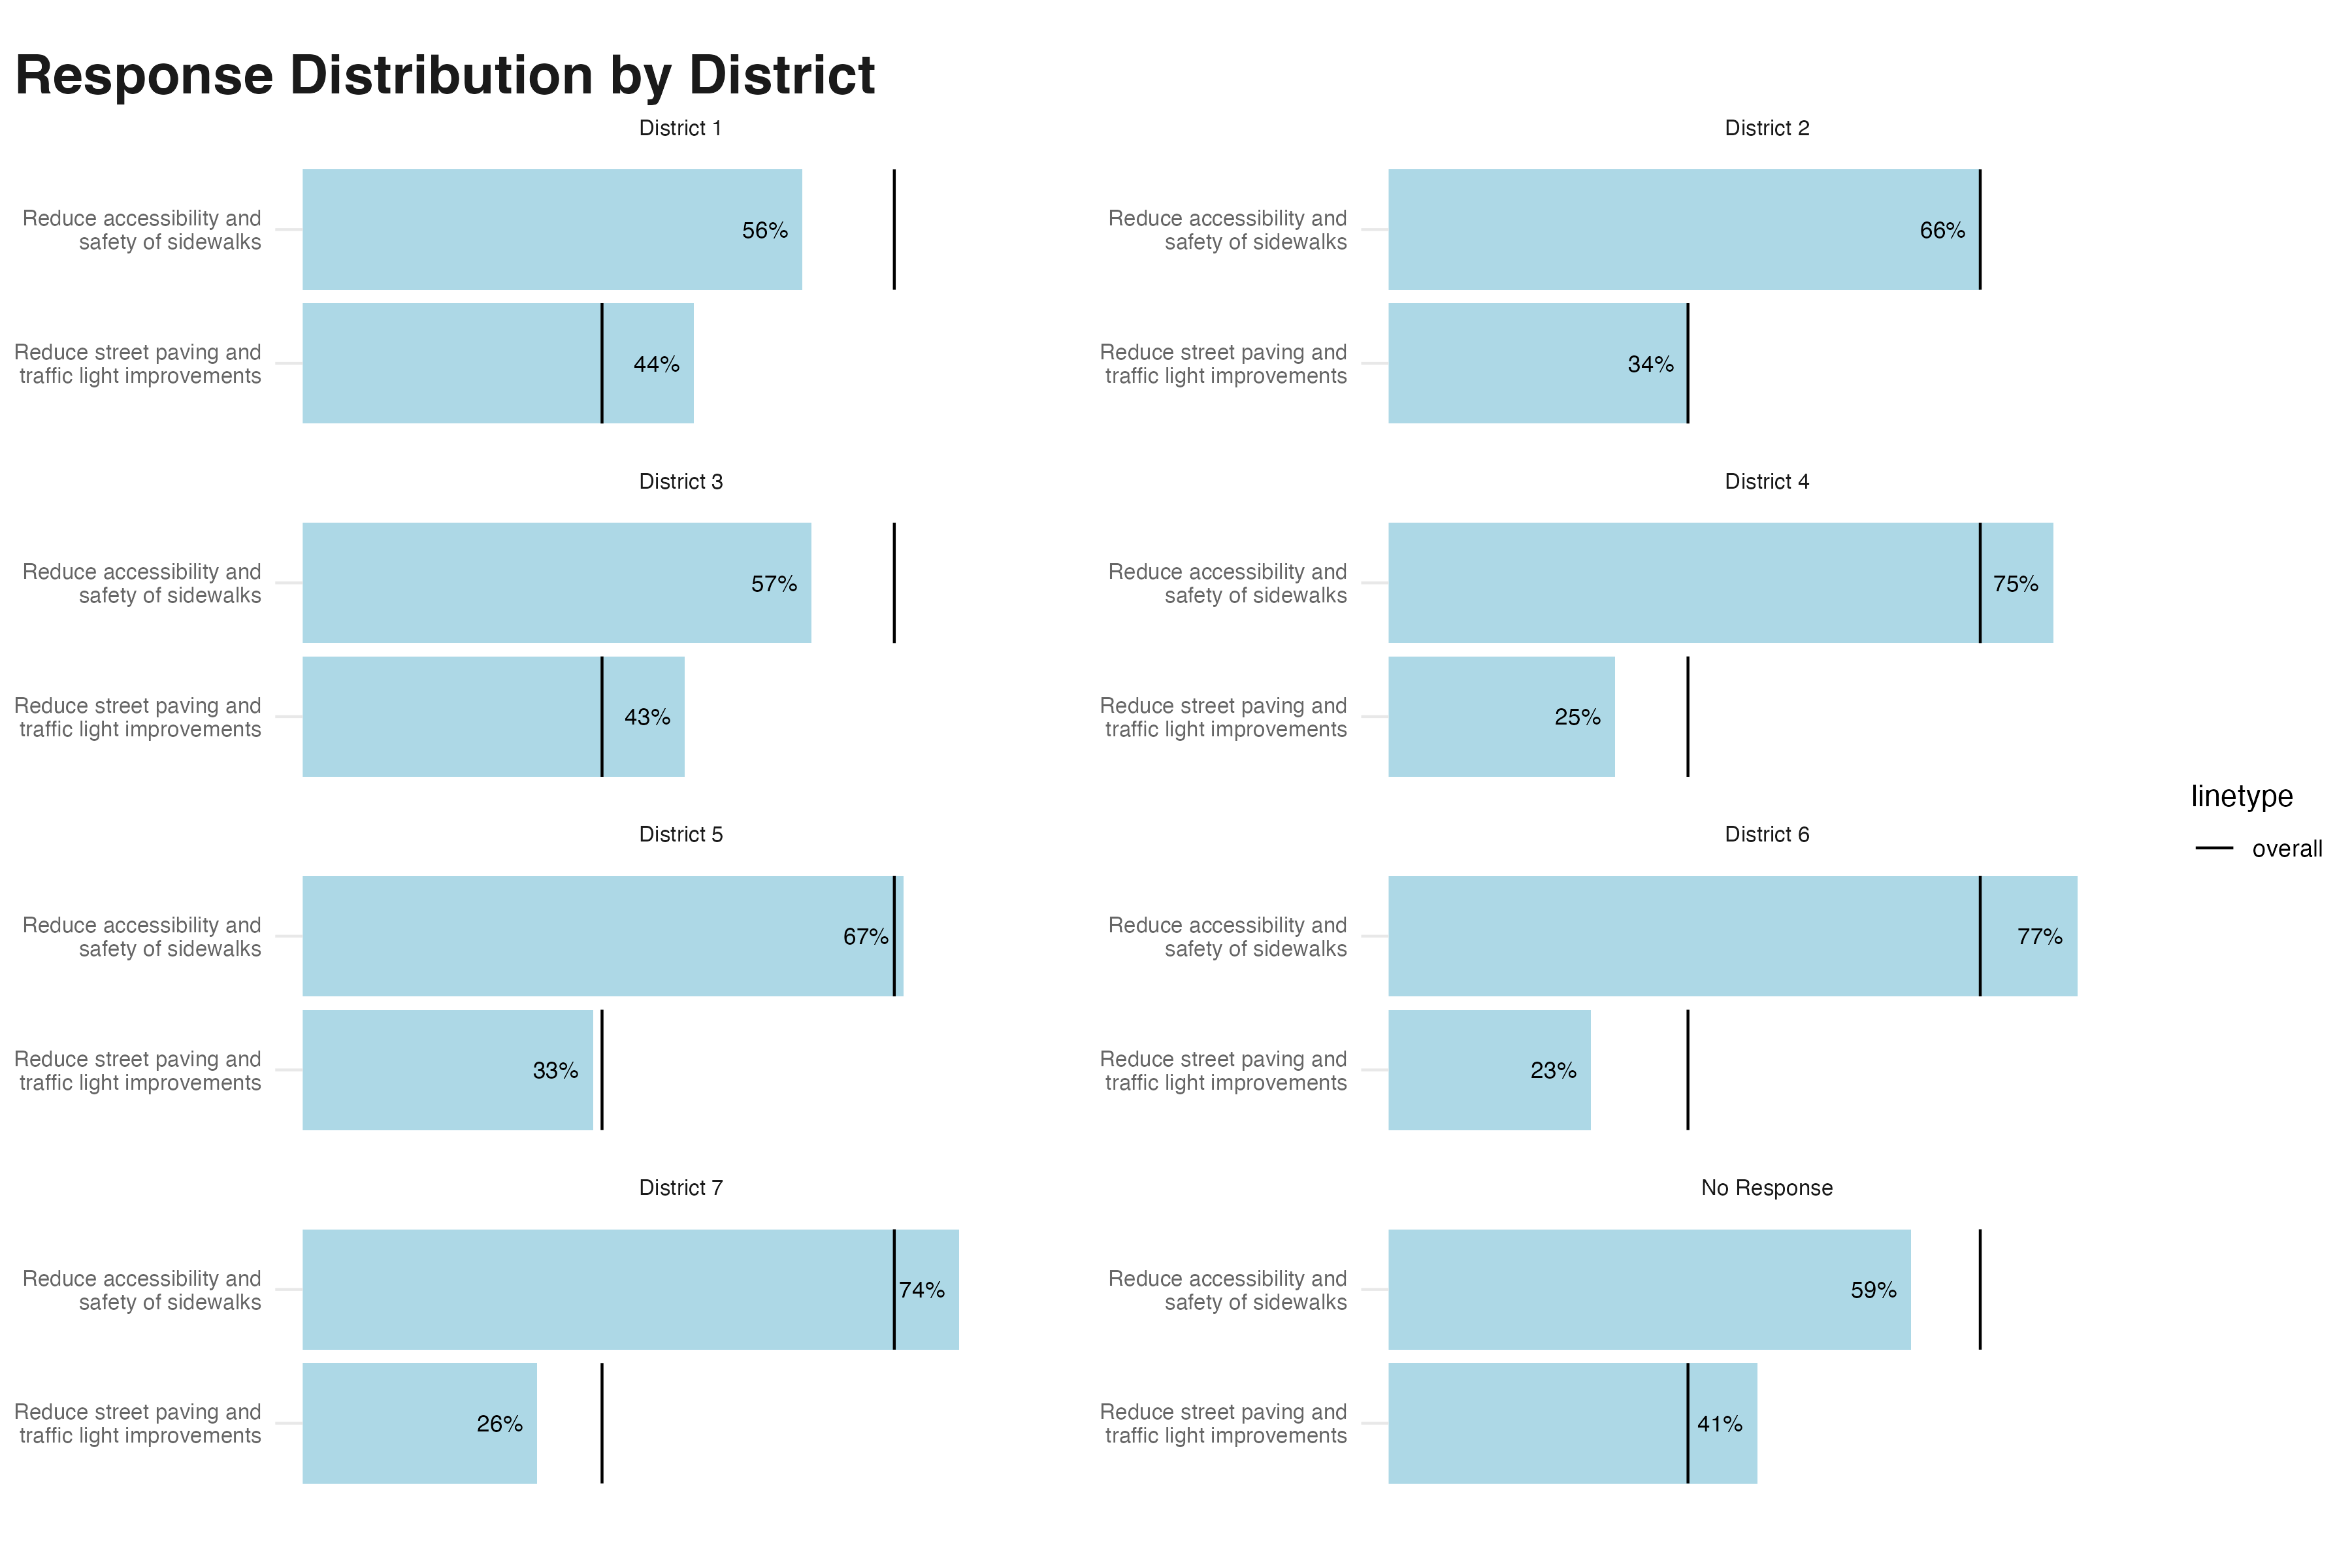 Response Distribution by District
District 1
Reduce accessibility and
safety of sidewalks
56%
Reduce street paving and
traffic light improvements
44%
District 2
Reduce accessibility and
safety of sidewalks
66%
Reduce street paving and
traffic light improvements
34%
District 3
Reduce accessibility and
safety of sidewalks
57%
Reduce street paving and
traffic light improvements
43%
District 4
Reduce accessibility and
safety of sidewalks
75%
Reduce street paving and
traffic light improvements
25%
District 5
Reduce accessibility and
safety of sidewalks
67%
Reduce street paving and
traffic light improvements
33%
District 6
Reduce accessibility and
safety of sidewalks
77%
Reduce street paving and
traffic light improvements
23%
District 7
Reduce accessibility and
safety of sidewalks
74%
Reduce street paving and
traffic light improvements
26%
No Response
Reduce accessibility and
safety of sidewalks
59%
Reduce street paving and
traffic light improvements
41%
linetype
overall